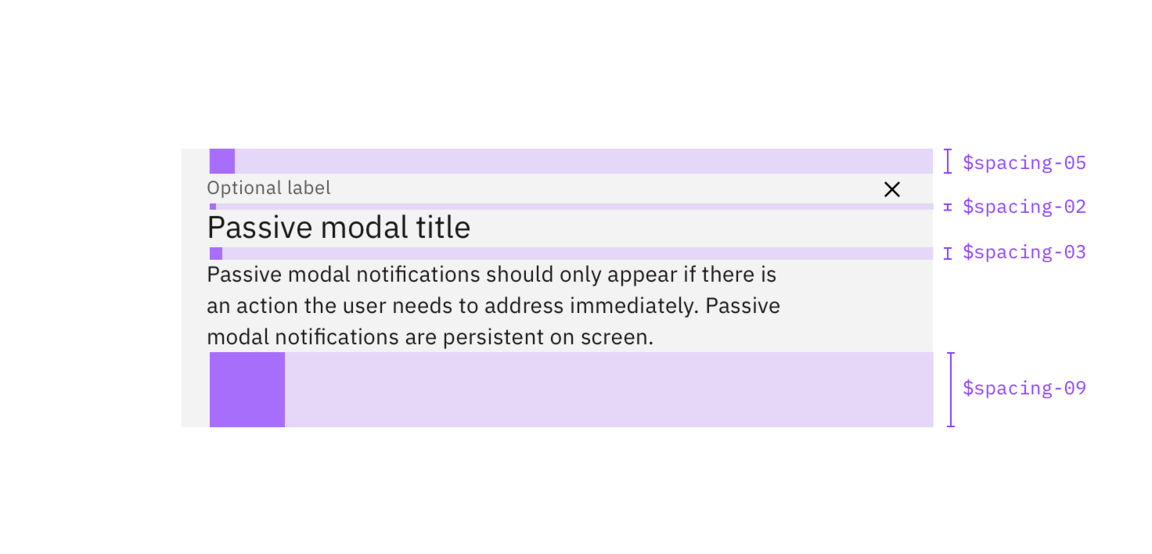 $spacing-05
Optional label
$spacing-02
Passive modal title
$spacing-03
Passive modal notifications should only appear if there is
an action the user needs to address immediately. Passive
modal notifications are persistent on screen.
$spacing-09